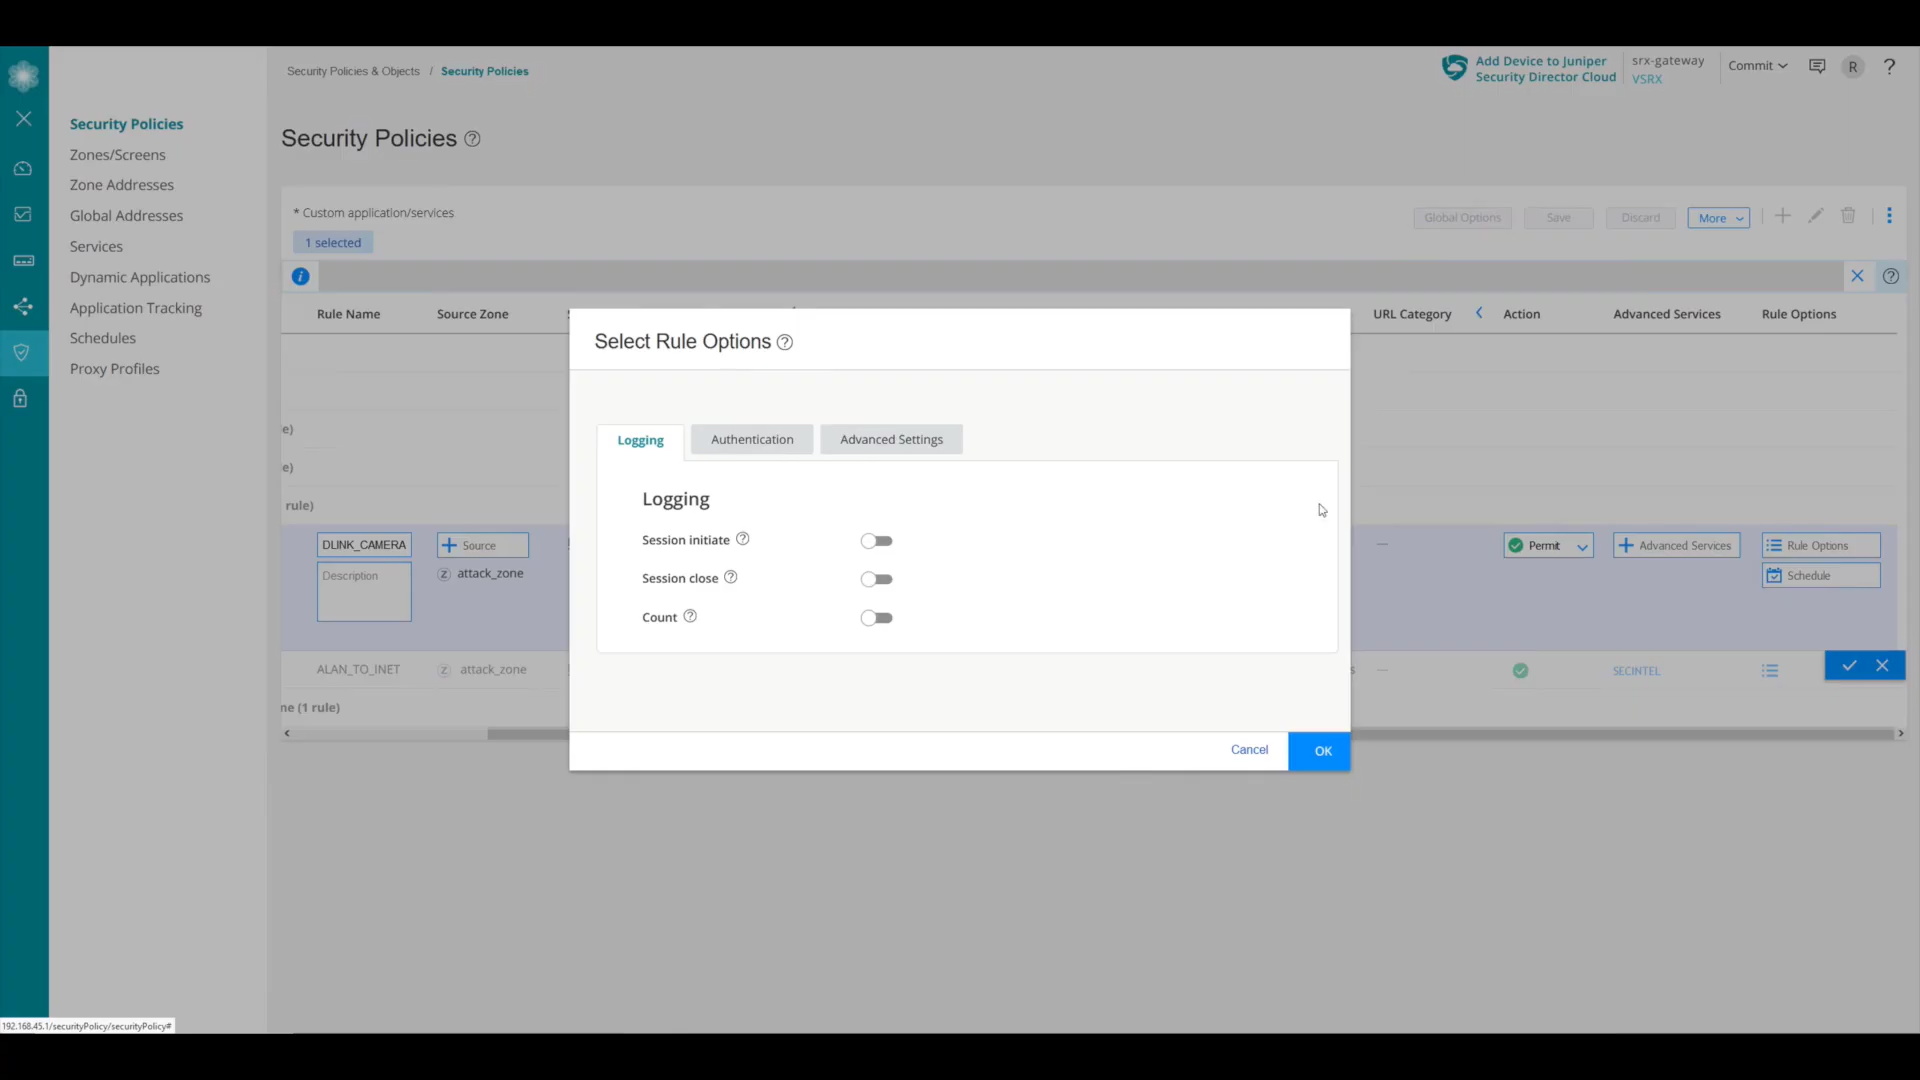 Security Policies & Objects / Security Policies
Add Device to Juniper
Security Director Cloud
srx-gateway
VSRX
Commit
R
?
Security Policies
Zones/Screens
Zone Addresses
Global Addresses
Services
Dynamic Applications
Application Tracking
Schedules
Proxy Profiles
Security Policies ?
* Custom application/services
1 selected
Global Options
Save
Discard
More
i
?
Rule Name
Source Zone
URL Category
Action
Advanced Services
Rule Options
e)
e)
rule)
DLINK_CAMERA
Source
Description
Z attack_zone
—
Permit
Advanced Services
Rule Options
Schedule
ALAN_TO_INET
Z attack_zone
s
—
SECINTEL
ne (1 rule)
Select Rule Options ?
Logging
Authentication
Advanced Settings
Logging
Session initiate ?
Session close ?
Count ?
Cancel
OK
192.168.45.1/securityPolicy/securityPolicy#